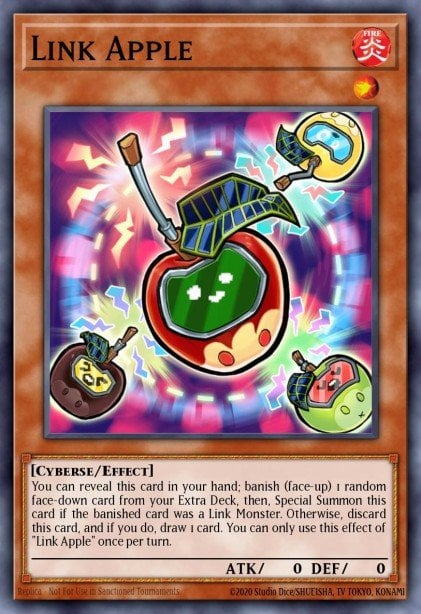 Link Apple
FIRE
炎
[Cyberse/Effect]
You can reveal this card in your hand; banish (face-up) 1 random
face-down card from your Extra Deck, then, Special Summon this
card if the banished card was a Link Monster. Otherwise, discard
this card, and if you do, draw 1 card. You can only use this effect of
"Link Apple" once per turn.
ATK/ 0 DEF/ 0
Replica - Not For Use in Sanctioned Tournaments
©2020 Studio Dice/SHUEISHA, TV TOKYO, KONAMI